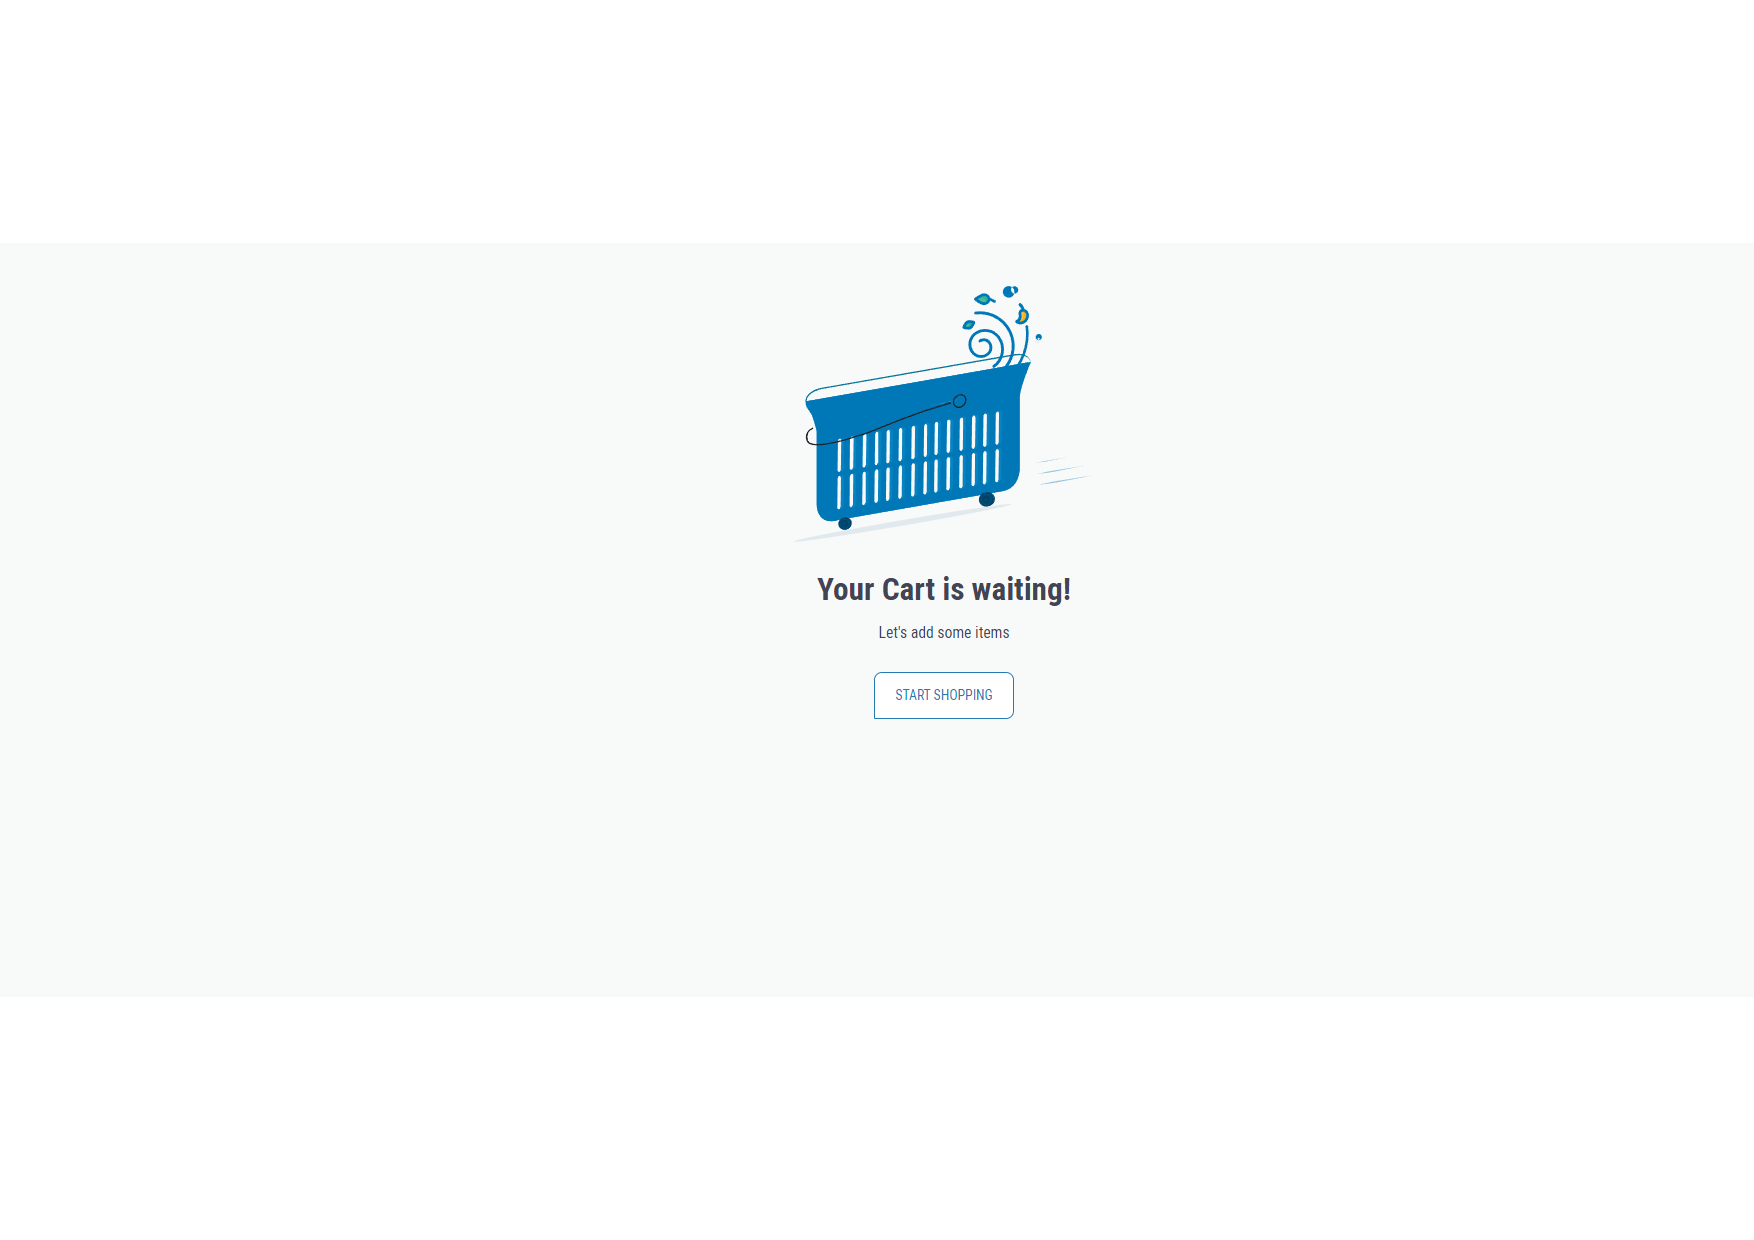 Your Cart is waiting!
Let's add some items
START SHOPPING